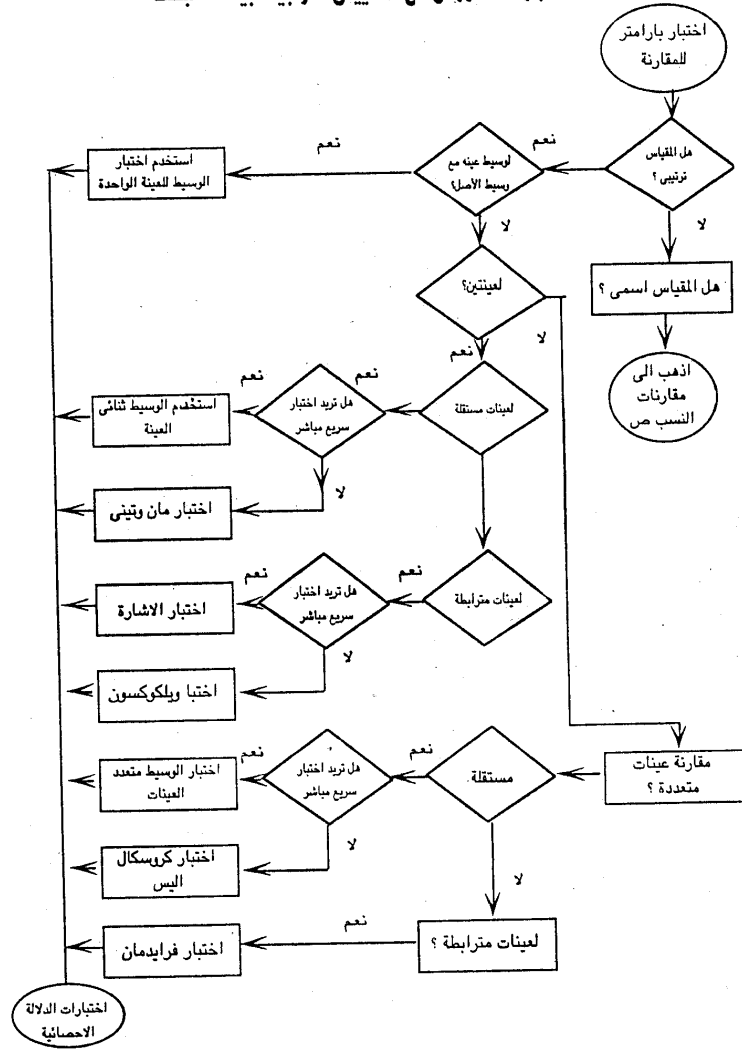 اختبار بارامتر
للمقارنة
هل المقياس
ترتيبى ؟
نعم
لوسيط عينه مع
وسيط الأصل؟
نعم
استخدم اختبار
الوسيط للعينة الواحدة
لا
لا
هل المقياس اسمى ؟
لعينتين؟
لا
نعم
اذهب الى
مقارنات
النسب ص
لعينات مستقلة
نعم
هل تريد اختبار
سريع مباشر
نعم
استخدم الوسيط ثنائى
العينة
لا
اختبار مان وتينى
لعينات مترابطة
نعم
هل تريد اختبار
سريع مباشر
نعم
اختبار الاشارة
لا
اختبا ويلكوكسون
مقارنة عينات
متعددة ؟
مستقلة
نعم
هل تريد اختبار
سريع مباشر
نعم
اختبار الوسيط متعدد
العينات
لا
اختبار كروسكال
اليس
لا
لعينات مترابطة ؟
نعم
اختبار فرايدمان
اختبارات الدلالة
الاحصائية